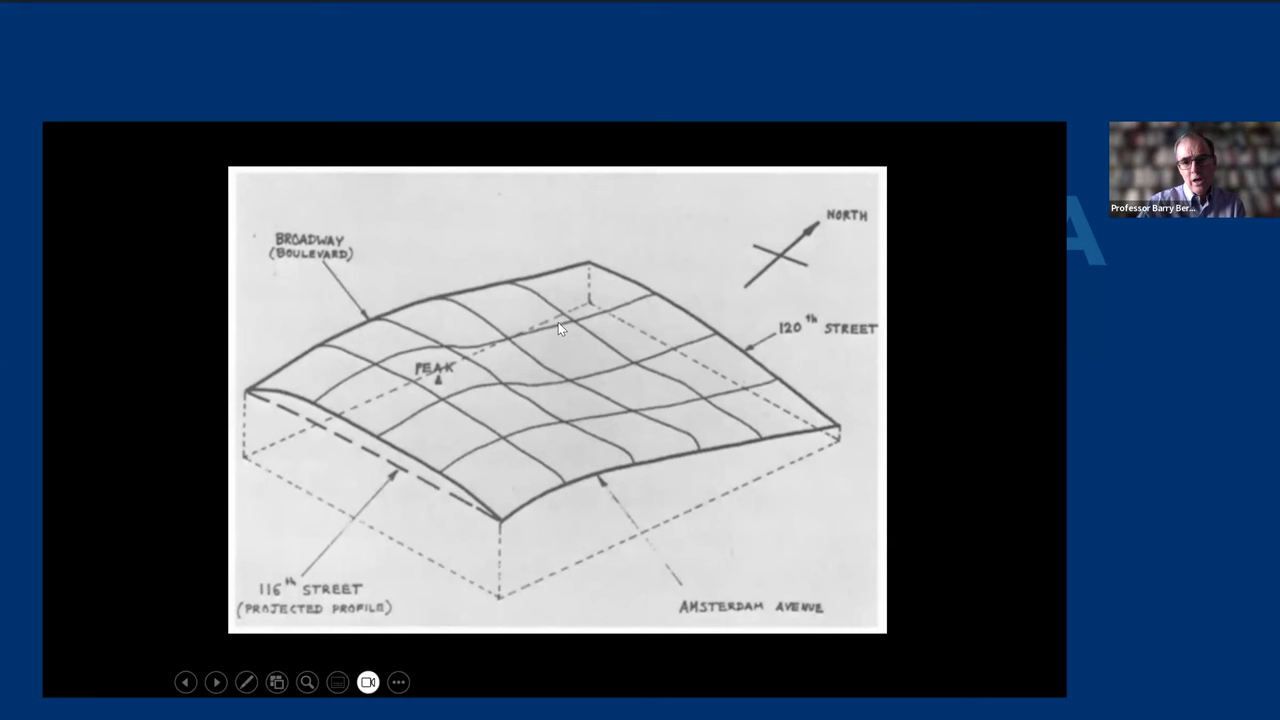 NORTH
BROADWAY
(BOULEVARD)
120th STREET
PEAK
116th STREET
(PROJECTED PROFILE)
AMSTERDAM AVENUE
Professor Barry Ber...
A